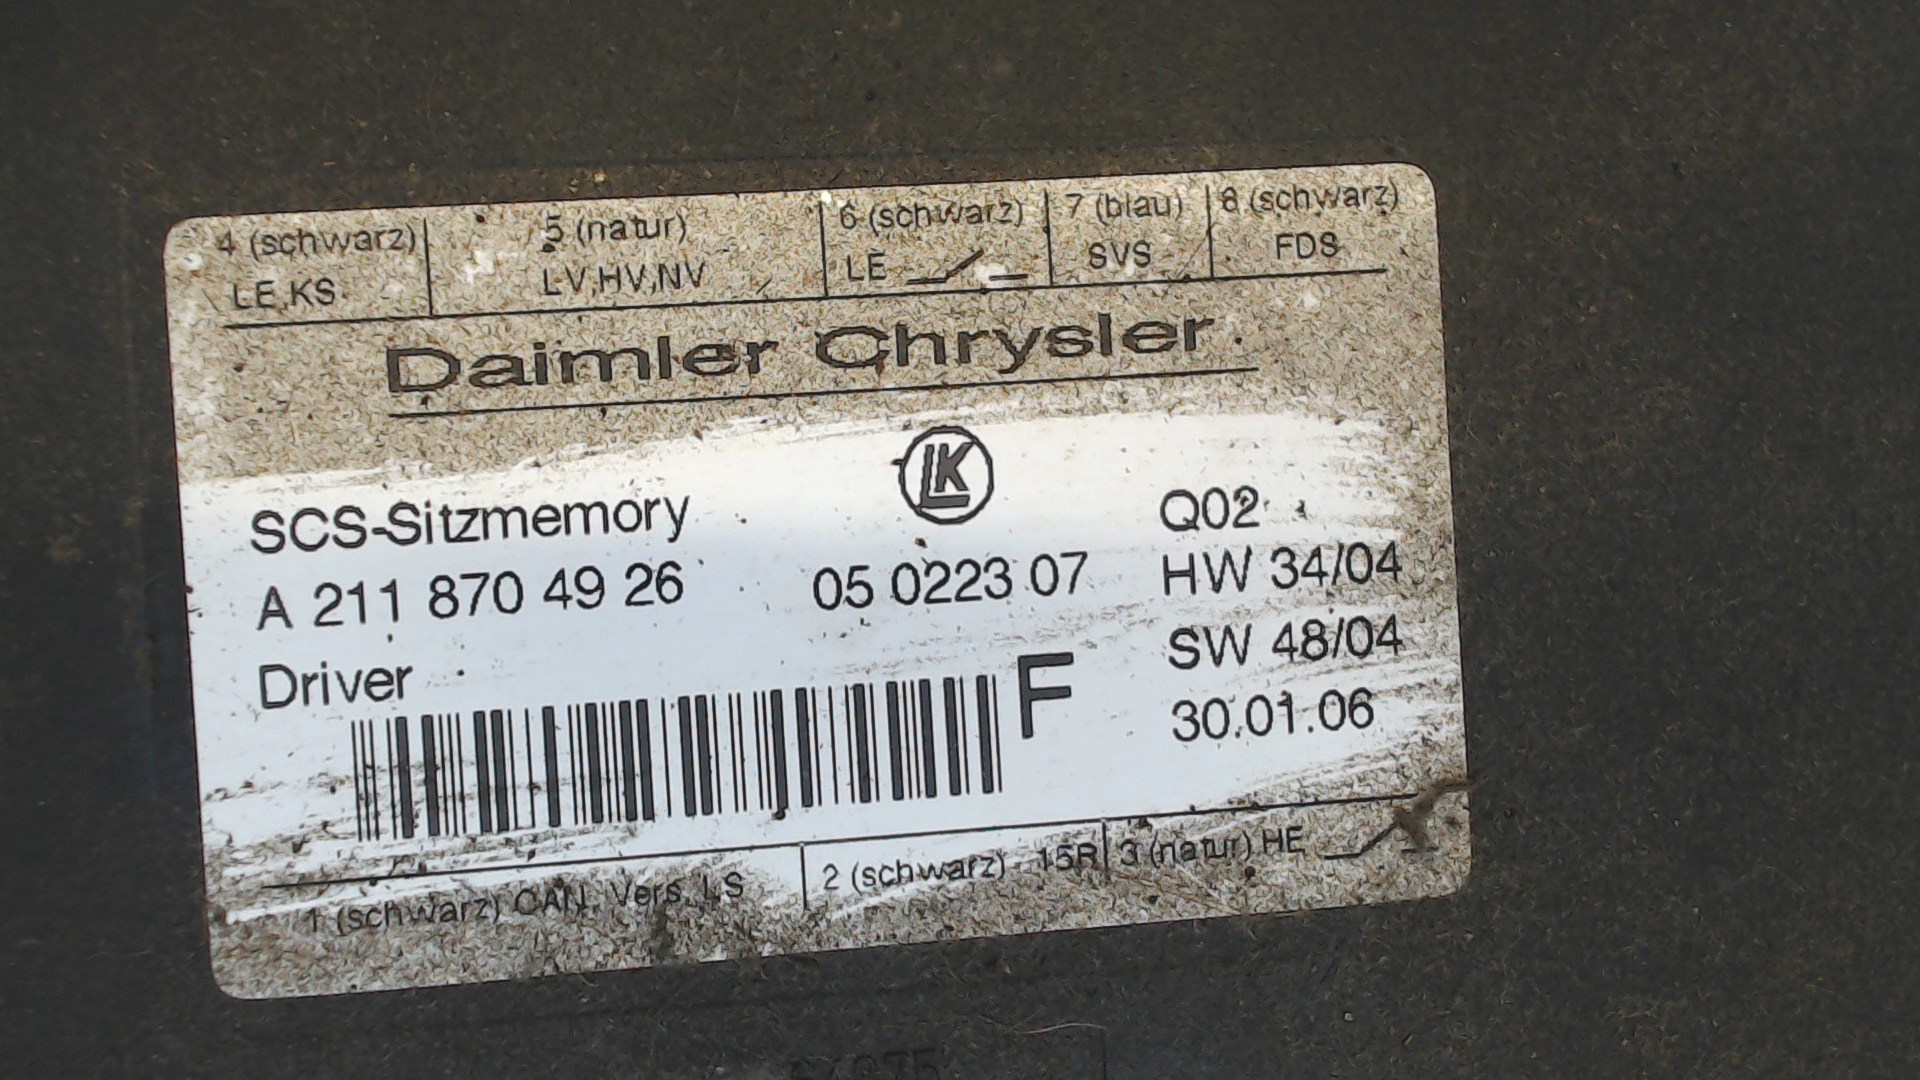 4 (schwarz) 5 (natur) 6 (schwarz) 7 (blau) 8 (schwarz)
LE,KS LV,HV,NV LE SVS FDS
Daimler Chrysler
LK
SCS-Sitzmemory Q02
A 211 870 49 26 05 0223 07 HW 34/04
Driver F SW 48/04
30.01.06
1 (schwarz) CAN, Vers, LS 2 (schwarz) 15R 3 (natur) HE